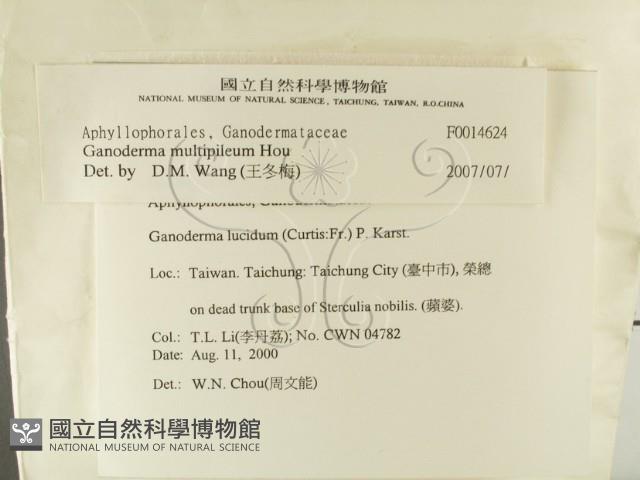 國立自然科學博物館
NATIONAL MUSEUM OF NATURAL SCIENCE, TAICHUNG, TAIWAN, R.O.CHINA
Aphyllophorales, Ganodermataceae F0014624
Ganoderma multipileum Hou
Det. by D.M. Wang (王冬梅) 2007/07/
Aphyllophorales,
Ganoderma lucidum (Curtis:Fr.) P. Karst.
Loc.: Taiwan. Taichung: Taichung City (臺中市), 榮總
on dead trunk base of Sterculia nobilis. (蘋婆).
Col.: T.L. Li(李丹荔); No. CWN 04782
Date: Aug. 11, 2000
Det.: W.N. Chou(周文能)
國立自然科學博物館
NATIONAL MUSEUM OF NATURAL SCIENCE